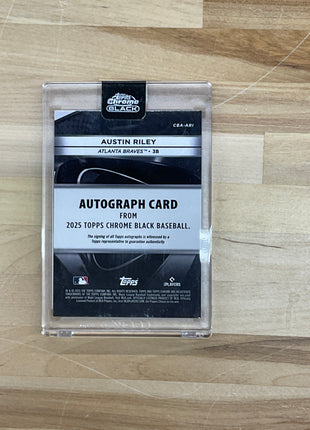 Topps
Chrome
BLACK
CBA-ARI
AUSTIN RILEY
ATLANTA BRAVES™ • 3B
AUTOGRAPH CARD
FROM
2025 TOPPS CHROME BLACK BASEBALL.
The signing of all Topps autographs is witnessed by a
Topps representative to guarantee authenticity.
Topps
PLAYERS